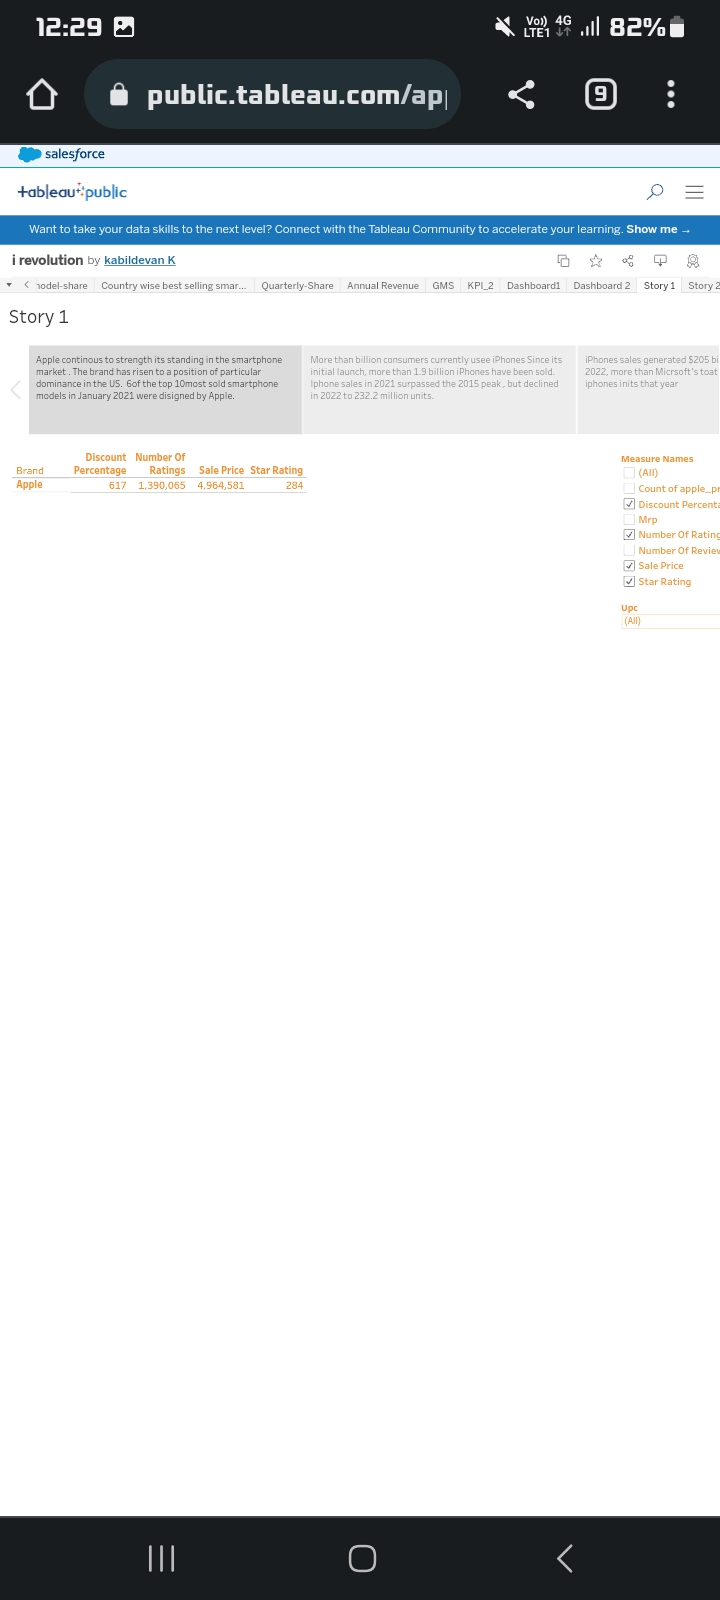 12:29
Vo))
LTE1
4G
82%
public.tableau.com/ap
9
salesforce
+ableau public
Want to take your data skills to the next level? Connect with the Tableau Community to accelerate your learning. Show me →
i revolution by kabildevan K
nodel-share Country wise best selling smar... Quarterly-Share Annual Revenue GMS KPI_2 Dashboard1 Dashboard 2 Story 1 Story 2
Story 1
Apple continous to strength its standing in the smartphone
market . The brand has risen to a position of particular
dominance in the US. 6of the top 10most sold smartphone
models in January 2021 were disigned by Apple.
More than billion consumers currently usee iPhones Since its
initial launch, more than 1.9 billion iPhones have been sold.
Iphone sales in 2021 surpassed the 2015 peak , but declined
in 2022 to 232.2 million units.
iPhones sales generated $205 bi
2022, more than Micrsoft's toat
iphones inits that year
Discount Number Of
Brand Percentage Ratings Sale Price Star Rating
Apple 617 1,390,065 4,964,581 284
Measure Names
(All)
Count of apple_pr
Discount Percenta
Mrp
Number Of Rating
Number Of Review
Sale Price
Star Rating
Upc
(All)